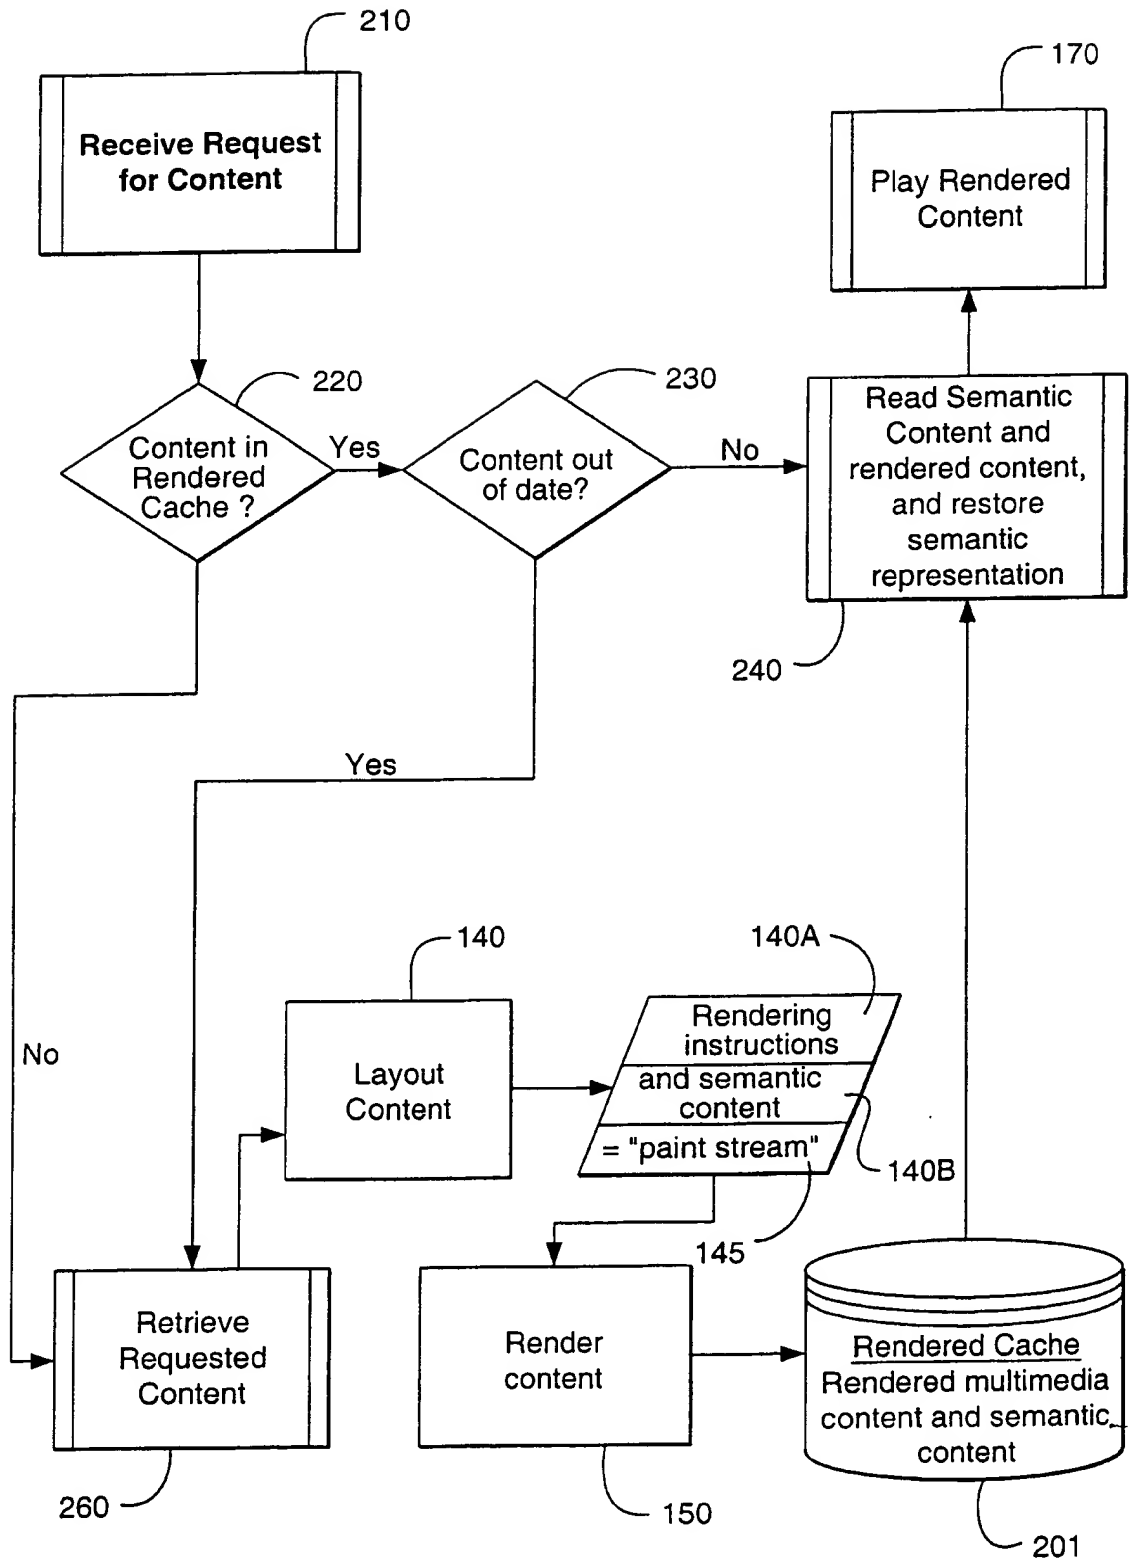 210
170
Receive Request
for Content
Play Rendered
Content
220
230
Content in
Rendered
Cache ?
Yes
Content out
of date?
No
Read Semantic
Content and
rendered content,
and restore
semantic
representation
240
Yes
No
140
140A
Layout
Content
Rendering
instructions
and semantic
content
= "paint stream"
140B
145
Retrieve
Requested
Content
Render
content
Rendered Cache
Rendered multimedia
content and semantic
content
260
150
201